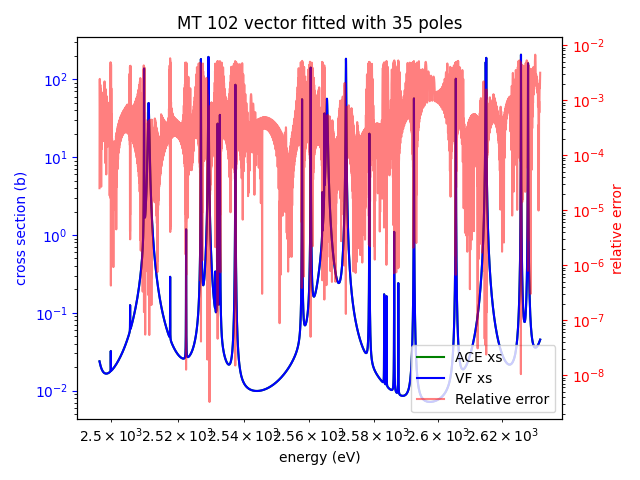 MT 102 vector fitted with 35 poles
10²
10¹
10⁰
10⁻¹
10⁻²
cross section (b)
10⁻²
10⁻³
10⁻⁴
10⁻⁵
10⁻⁶
10⁻⁷
10⁻⁸
relative error
ACE xs
VF xs
Relative error
2.5 × 10³ 2.52 × 10³ 2.54 × 10³ 2.56 × 10³ 2.58 × 10³ 2.6 × 10³ 2.62 × 10³
energy (eV)